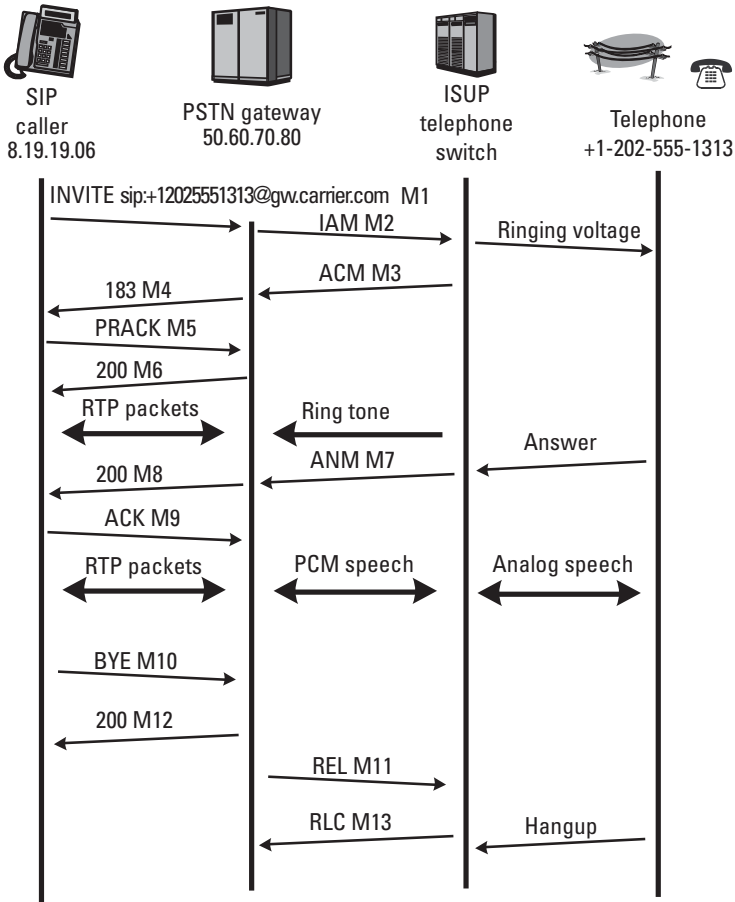 SIP
caller
8.19.19.06
PSTN gateway
50.60.70.80
ISUP
telephone
switch
Telephone
+1-202-555-1313
INVITE sip:+12025551313@gw.carrier.com M1
IAM M2
Ringing voltage
ACM M3
183 M4
PRACK M5
200 M6
RTP packets
Ring tone
Answer
ANM M7
200 M8
ACK M9
RTP packets
PCM speech
Analog speech
BYE M10
200 M12
REL M11
RLC M13
Hangup